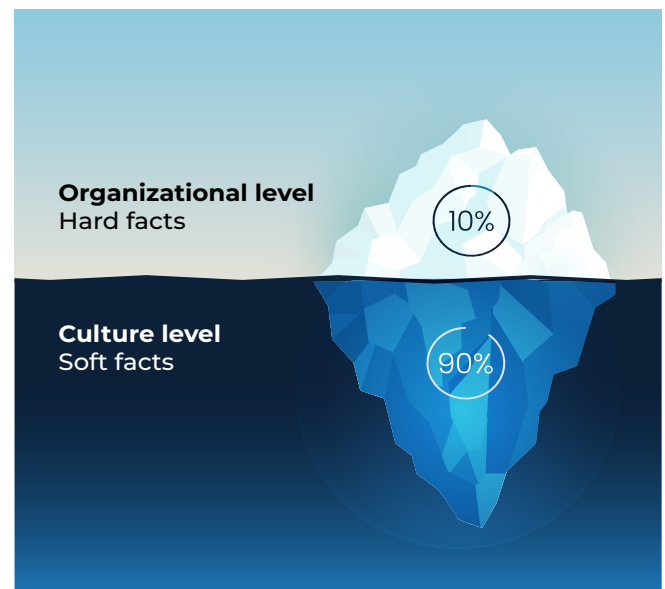 Organizational level
Hard facts
10%
Culture level
Soft facts
90%